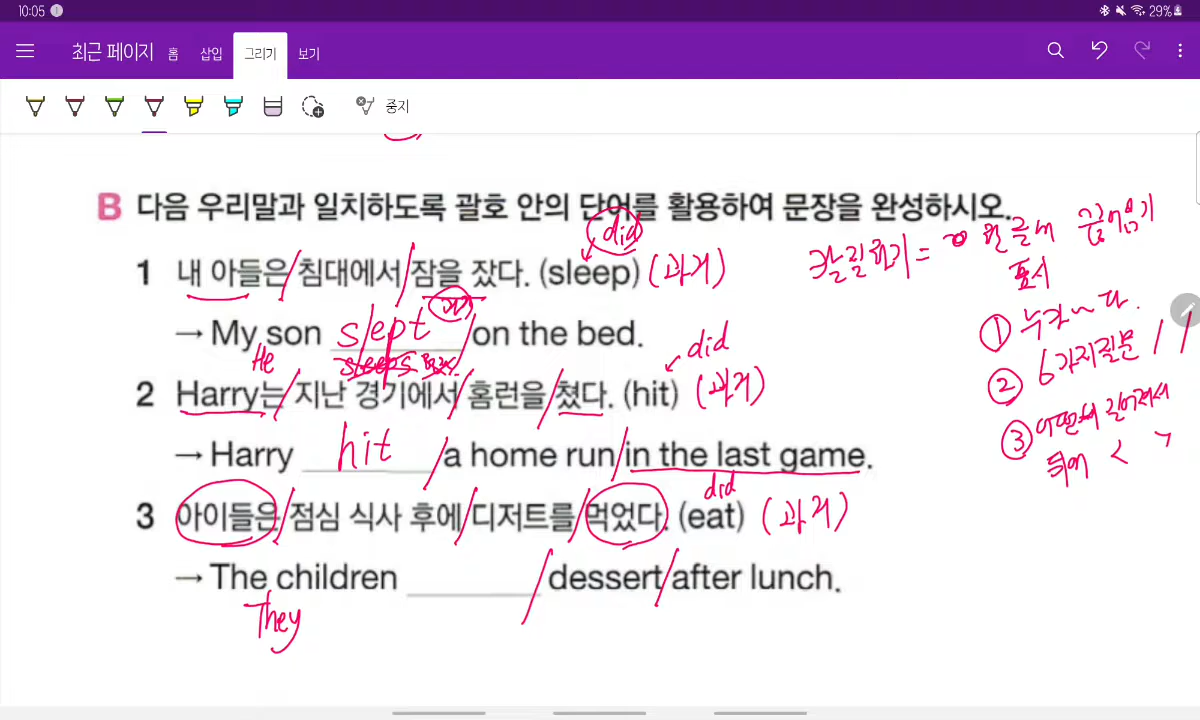 10:05 29%
최근 페이지 홈 삽입 그리기 보기
중지
B 다음 우리말과 일치하도록 괄호 안의 단어를 활용하여 문장을 완성하시오.
did
1 내 아들은/침대에서/잠을 잤다. (sleep) (과거)
→ My son slept /on the bed.
He
did
2 Harry는/지난 경기에서/홈런을/쳤다. (hit) (과거)
→ Harry hit /a home run/in the last game.
did
3 아이들은/점심 식사 후에/디저트를/먹었다. (eat) (과거)
→ The children ______ /dessert/after lunch.
They
끊어읽기
표시
① 누가~다.
② 6가지질문 / /
③ 길어져서
< >